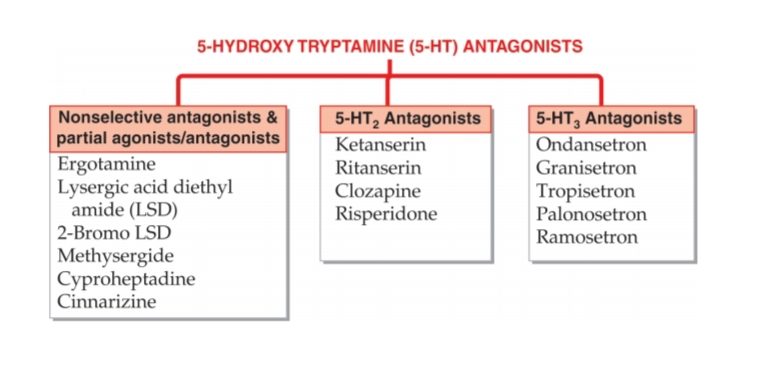 5-HYDROXY TRYPTAMINE (5-HT) ANTAGONISTS
Nonselective antagonists &
partial agonists/antagonists
Ergotamine
Lysergic acid diethyl
amide (LSD)
2-Bromo LSD
Methysergide
Cyproheptadine
Cinnarizine
5-HT₂ Antagonists
Ketanserin
Ritanserin
Clozapine
Risperidone
5-HT₃ Antagonists
Ondansetron
Granisetron
Tropisetron
Palonosetron
Ramosetron